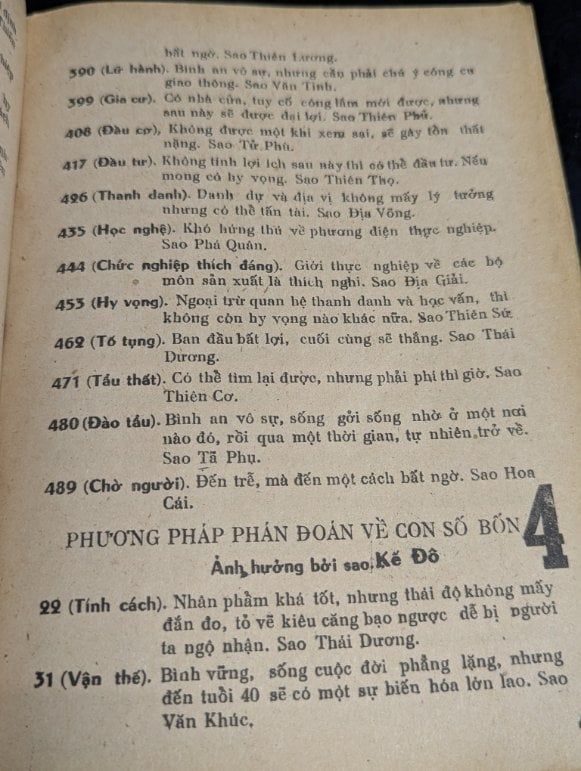 bất ngờ. Sao Thiên Lương.
390 (Lữ hành). Bình an vô sự, nhưng cần phải chú ý công cụ
giao thông. Sao Văn Tinh.
399 (Gia cư). Có nhà cửa, tuy cố công lắm mới được, nhưng
sau này sẽ được đại lợi. Sao Thiên Phủ.
408 (Đầu cơ), Không được một khi xem sai, sẽ gây tổn thất
nặng. Sao Tử Phù.
417 (Đầu tư). Không tính lợi ích sau này thì có thể đầu tư. Nếu
mong có hy vọng. Sao Thiên Thọ.
426 (Thanh danh). Danh dự và địa vị không mấy lý tưởng
nhưng có thể tấn tài. Sao Địa Võng.
435 (Học nghệ). Khó hứng thú về phương diện thực nghiệp.
Sao Phá Quân.
444 (Chức nghiệp thích đáng). Giới thực nghiệp về các bộ
môn sản xuất là thích nghi. Sao Địa Giải.
453 (Hy vọng). Ngoại trừ quan hệ thanh danh và học vấn, thì
không còn hy vọng nào khác nữa. Sao Thiên Sứ
462 (Tố tụng). Ban đầu bất lợi, cuối cùng sẽ thắng. Sao Thái
Dương.
471 (Tẩu thất). Có thể tìm lại được, nhưng phải phí thì giờ. Sao
Thiên Cơ.
480 (Đào tẩu). Bình an vô sự, sống gởi sống nhờ ở một nơi
nào đó, rồi qua một thời gian, tự nhiên trở về.
Sao Tã Phụ.
489 (Chờ người). Đến trễ, mà đến một cách bất ngờ. Sao Hoa
Cái.
PHƯƠNG PHÁP PHÁN ĐOÁN VỀ CON SỐ BỐN 4
Ảnh hưởng bởi sao Kế Đô
22 (Tính cách). Nhân phẩm khá tốt, nhưng thái độ không mấy
đắn đo, tỏ vẽ kiêu căng bạo ngược dễ bị người
ta ngộ nhận. Sao Thái Dương.
31 (Vận thế). Bình vững, sống cuộc đời phẳng lặng, nhưng
đến tuổi 40 sẽ có một sự biến hóa lớn lao. Sao
Văn Khúc.